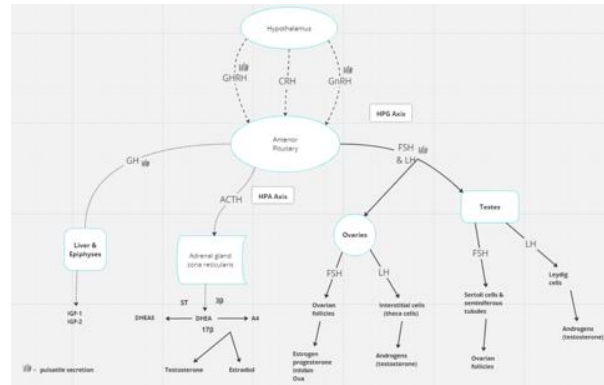 Hypothalamus
GHRH
CRH
GnRH
Anterior
Pituitary
HPG Axis
GH
ACTH
HPA Axis
FSH
& LH
Liver &
Epiphyses
Adrenal gland
zona reticularis
Ovaries
Testes
FSH
LH
FSH
LH
IGF-1
IGF-2
ST
3β
DHEAS
DHEA
A4
17β
Testosterone
Estradiol
Ovarian
follicles
Interstitial cells
(theca cells)
Sertoli cells &
seminiferous
tubules
Leydig
cells
Estrogen
progesterone
inhibin
Ova
Androgens
(testosterone)
Ovarian
follicles
Androgens
(testosterone)
- pulsatile secretion